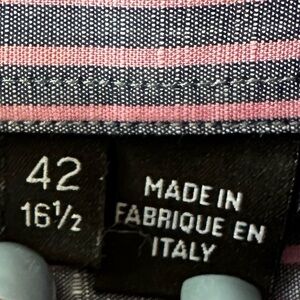 42
16½
MADE IN
FABRIQUE EN
ITALY